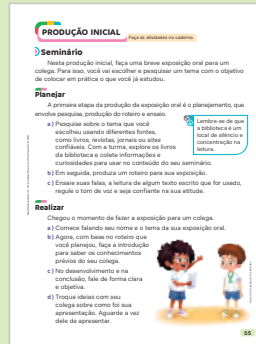 PRODUÇÃO INICIAL
Faça as atividades no caderno.
Seminário
Nesta produção inicial, faça uma breve exposição oral para um
colega. Para isso, você vai escolher e pesquisar um tema com o objetivo
de colocar em prática o que você já estudou.
Planejar
A primeira etapa da produção da exposição oral é o planejamento, que
envolve pesquisa, produção do roteiro e ensaio.
a) Pesquise sobre o tema que você
escolheu usando diferentes fontes,
como livros, revistas, jornais ou sites
confiáveis. Com a turma, explore os livros
da biblioteca e colete informações e
curiosidades para usar no conteúdo do seu seminário.
Lembre-se de que
a biblioteca é um
local de silêncio e
concentração na
leitura.
b) Em seguida, produza um roteiro para sua exposição.
c) Ensaie suas falas, a leitura de algum texto escrito que for usado,
regule o tom de voz e seja confiante na sua atitude.
Realizar
Chegou o momento de fazer a exposição para um colega.
a) Comece falando seu nome e o tema da sua exposição oral.
b) Agora, com base no roteiro que
você planejou, faça a introdução
para saber os conhecimentos
prévios do seu colega.
c) No desenvolvimento e na
conclusão, fale de forma clara
e objetiva.
d) Troque ideias com seu
colega sobre como foi sua
apresentação. Aguarde a vez
dele de apresentar.
55